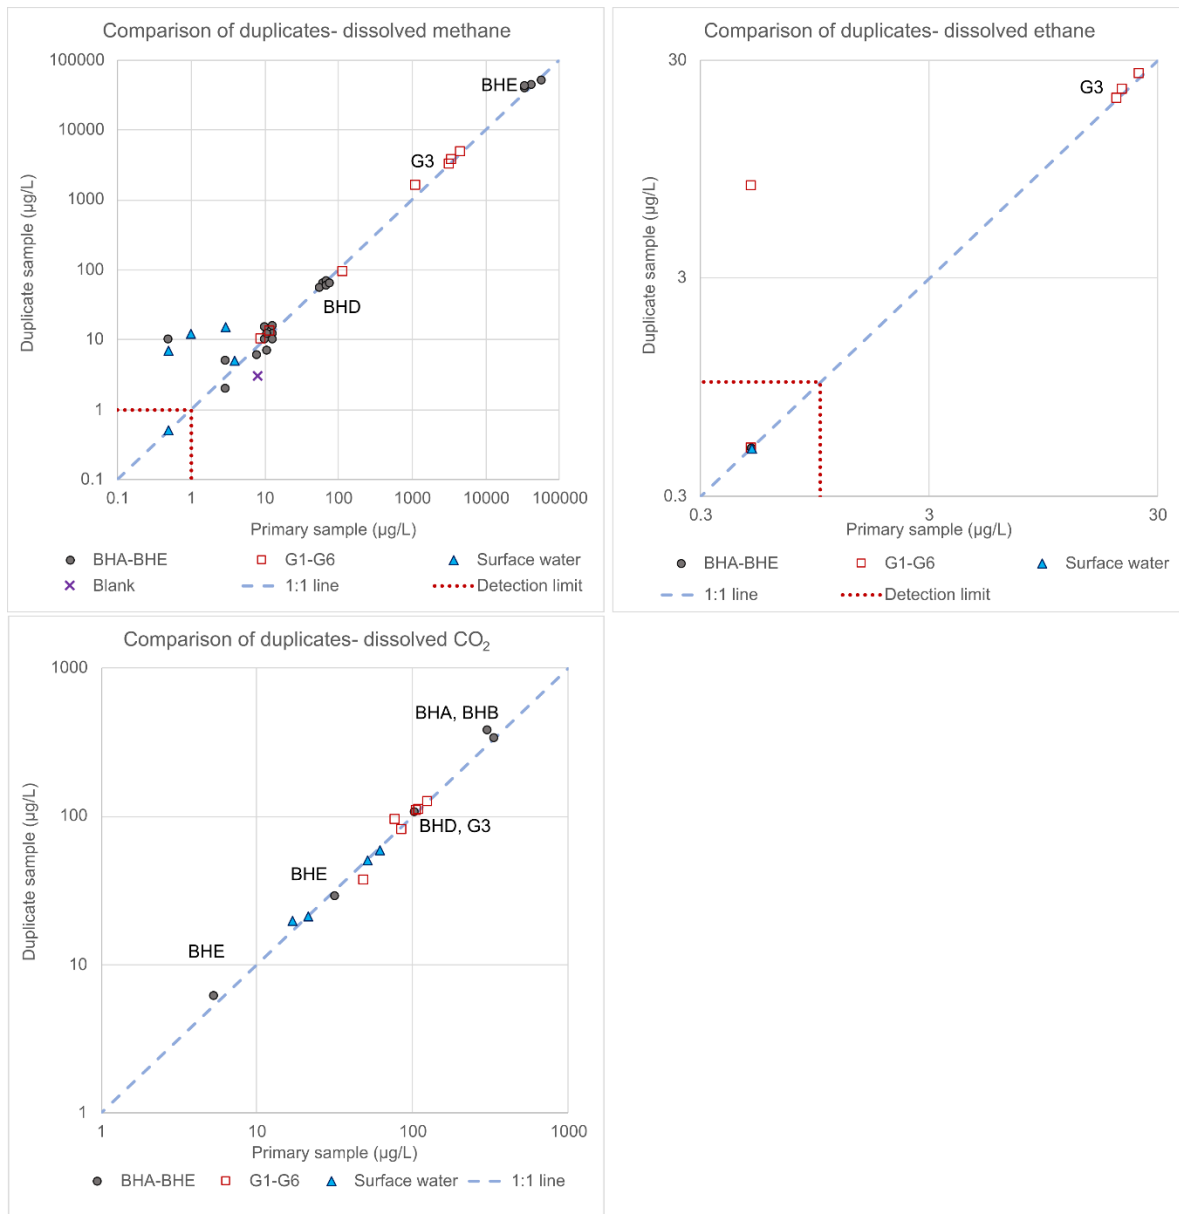 Comparison of duplicates- dissolved methane
Duplicate sample (µg/L)
100000
10000
1000
100
10
1
0.1
BHE
G3
BHD
0.1 1 10 100 1000 10000 100000
Primary sample (µg/L)
BHA-BHE G1-G6 Surface water
Blank 1:1 line Detection limit
Comparison of duplicates- dissolved ethane
Duplicate sample (µg/L)
30
3
0.3
G3
0.3 3 30
Primary sample (µg/L)
BHA-BHE G1-G6 Surface water
1:1 line Detection limit
Comparison of duplicates- dissolved CO₂
Duplicate sample (µg/L)
1000
100
10
1
BHA, BHB
BHD, G3
BHE
BHE
1 10 100 1000
Primary sample (µg/L)
BHA-BHE G1-G6 Surface water 1:1 line